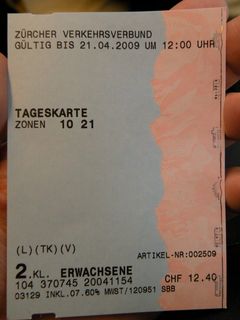 ZÜRCHER VERKEHRSVERBUND
GÜLTIG BIS 21.04.2009 UM 12:00 UHR
TAGESKARTE
ZONEN 10 21
(L)(TK)(V)
ARTIKEL-NR:002509
2.KL. ERWACHSENE
CHF 12.40
104 370745 20041154
03129 INKL.07.60% MWST/120951 SBB